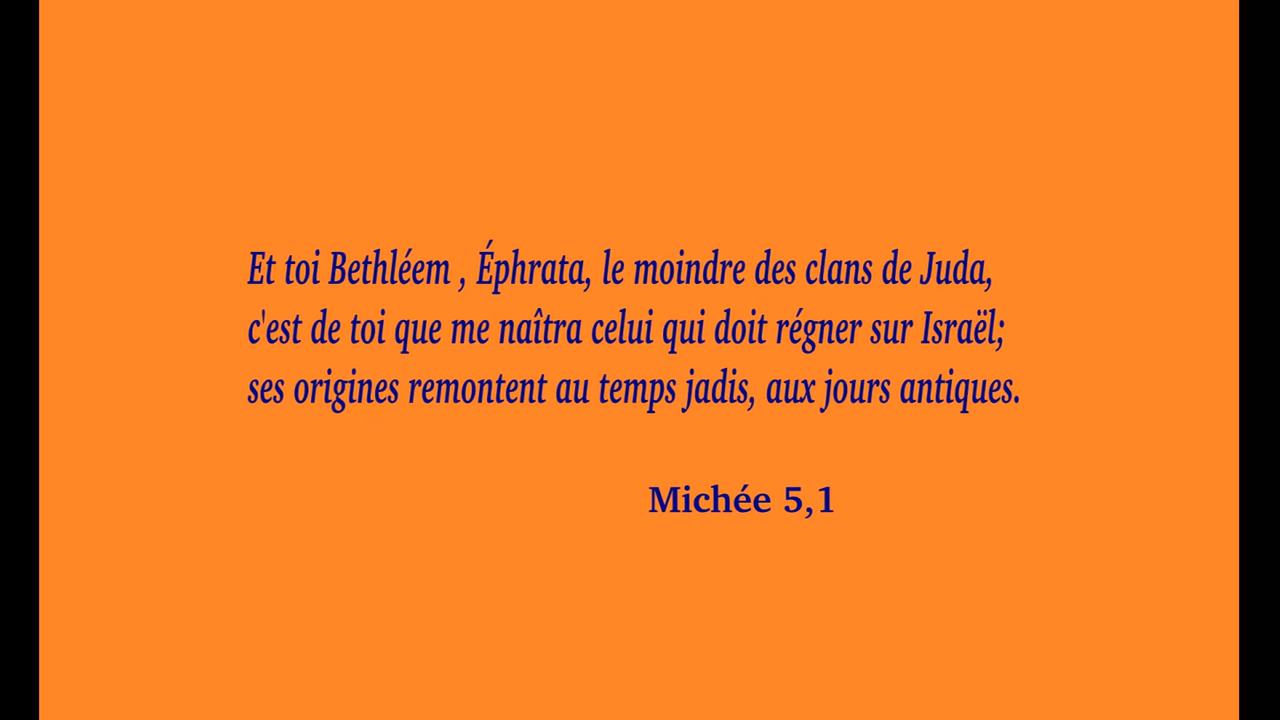 Et toi Bethléem , Éphrata, le moindre des clans de Juda,
c'est de toi que me naîtra celui qui doit régner sur Israël;
ses origines remontent au temps jadis, aux jours antiques.
Michée 5,1